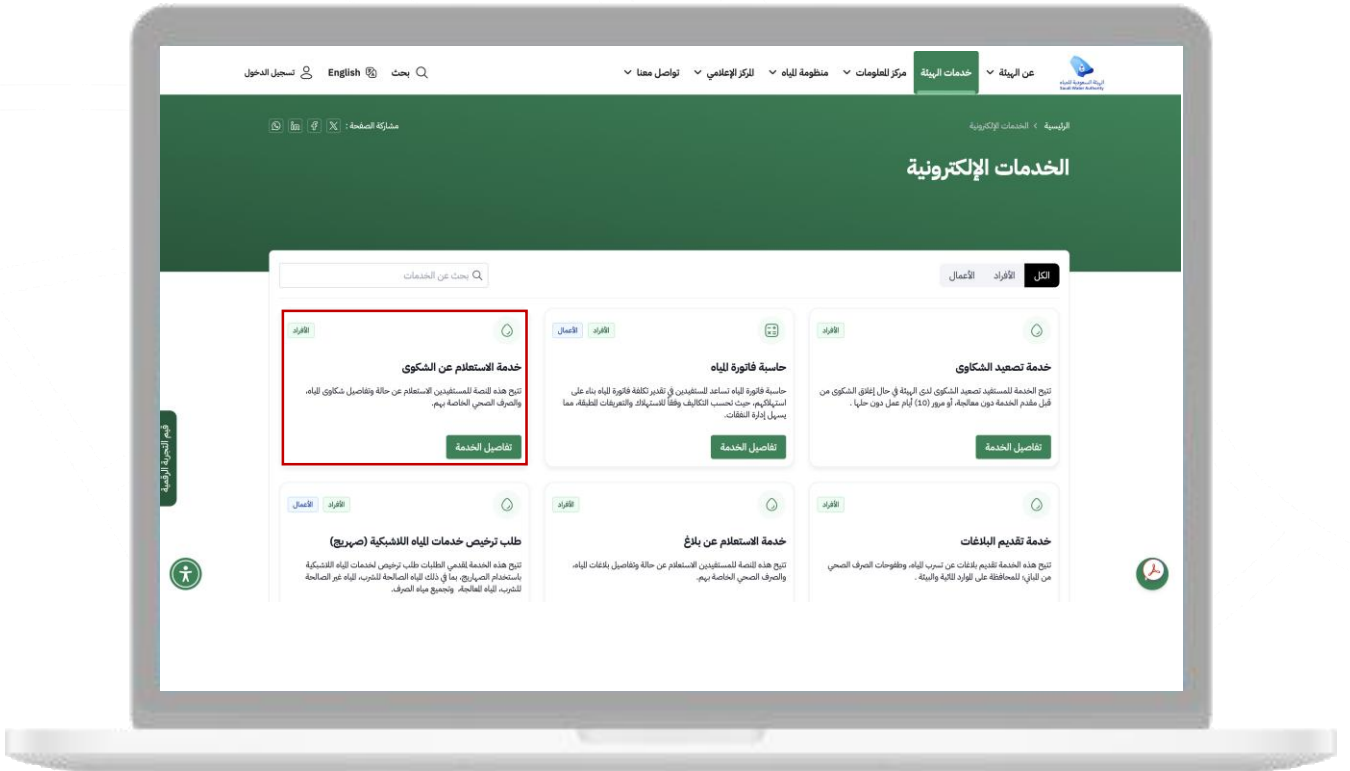 الهيئة السعودية للمياه
Saudi Water Authority
عن الهيئة
خدمات الهيئة
مركز المعلومات
منظومة المياه
المركز الإعلامي
تواصل معنا
بحث
English
تسجيل الدخول
الرئيسية > الخدمات الإلكترونية
مشاركة الصفحة :
الخدمات الإلكترونية
الكل
الأفراد
الأعمال
بحث عن الخدمات
الأفراد
خدمة تصعيد الشكاوى
تتيح الخدمة للمستفيد تصعيد الشكوى لدى الهيئة في حال إغلاق الشكوى من
قبل مقدم الخدمة دون معالجة، أو مرور (10) أيام عمل دون حلها .
تفاصيل الخدمة
الأفراد
الأعمال
حاسبة فاتورة المياه
حاسبة فاتورة المياه تساعد المستفيدين في تقدير تكلفة فاتورة المياه بناء على
استهلاكهم، حيث تحسب التكاليف وفقًا للاستهلاك والتعريفات المطبقة، مما
يسهل إدارة النفقات.
تفاصيل الخدمة
الأفراد
خدمة الاستعلام عن الشكوى
تتيح هذه المنصة للمستفيدين الاستعلام عن حالة وتفاصيل شكاوى المياه،
والصرف الصحي الخاصة بهم.
تفاصيل الخدمة
الأفراد
خدمة تقديم البلاغات
تتيح هذه الخدمة تقديم بلاغات عن تسرب المياه، وطفوحات الصرف الصحي
من المباني؛ للمحافظة على الموارد المائية والبيئة .
الأفراد
خدمة الاستعلام عن بلاغ
تتيح هذه المنصة للمستفيدين الاستعلام عن حالة وتفاصيل بلاغات المياه،
والصرف الصحي الخاصة بهم.
الأفراد
الأعمال
طلب ترخيص خدمات المياه اللاشبكية (صهريج)
تتيح هذه الخدمة لمقدمي الطلبات طلب ترخيص لخدمات المياه اللاشبكية
باستخدام الصهاريج، بما في ذلك المياه الصالحة للشرب، المياه غير الصالحة
للشرب، المياه المعالجة، وتجميع مياه الصرف.
قيم التجربة الرقمية